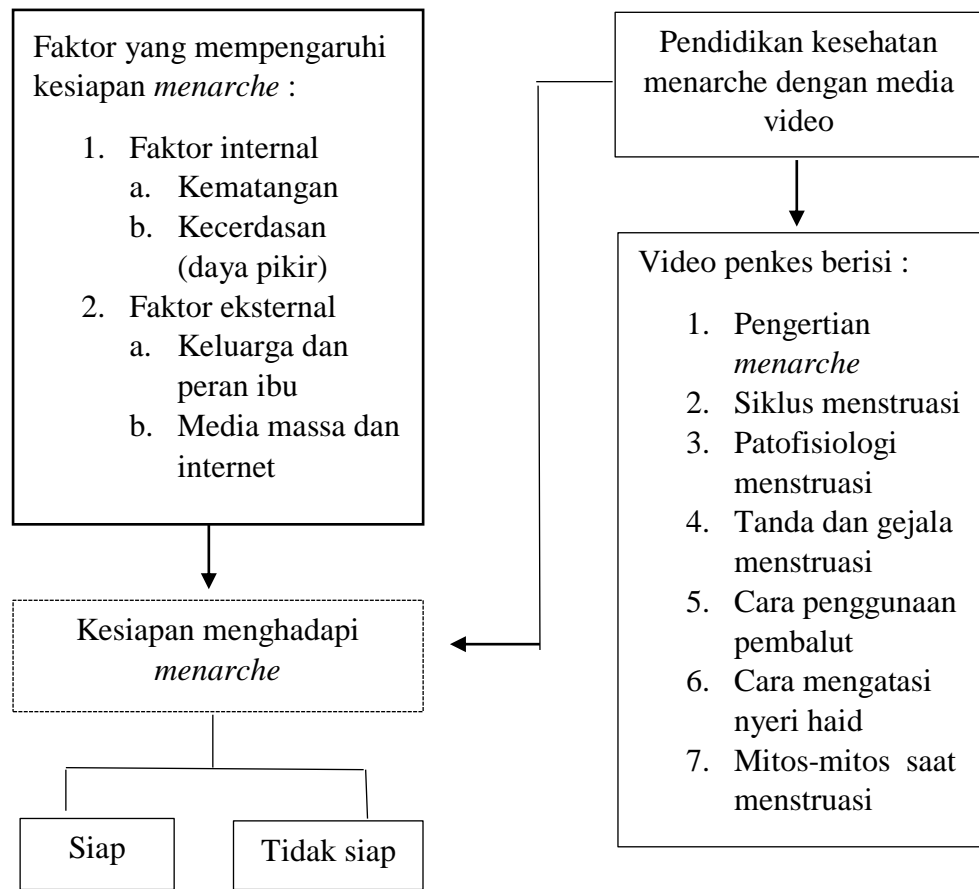 Faktor yang mempengaruhi
kesiapan menarche :
1. Faktor internal
a. Kematangan
b. Kecerdasan
(daya pikir)
2. Faktor eksternal
a. Keluarga dan
peran ibu
b. Media massa dan
internet
Kesiapan menghadapi
menarche
Siap
Tidak siap
Pendidikan kesehatan
menarche dengan media
video
Video penkes berisi :
1. Pengertian
menarche
2. Siklus menstruasi
3. Patofisiologi
menstruasi
4. Tanda dan gejala
menstruasi
5. Cara penggunaan
pembalut
6. Cara mengatasi
nyeri haid
7. Mitos-mitos saat
menstruasi